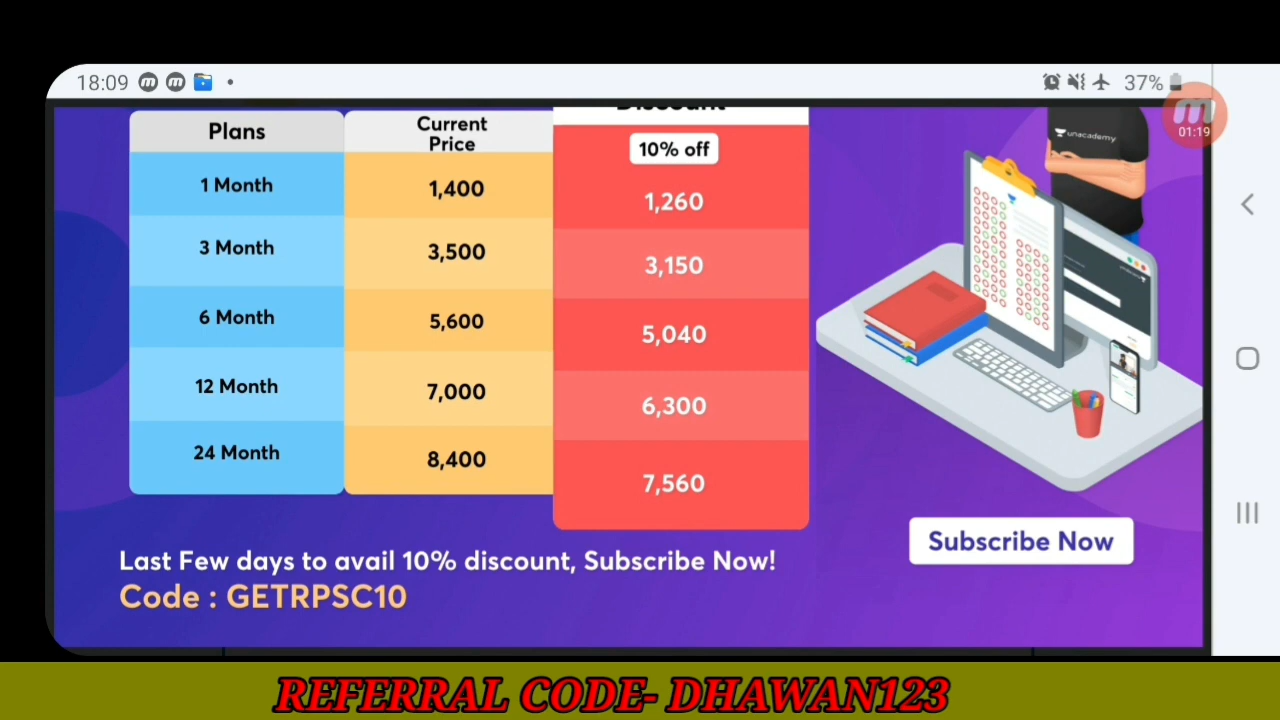 18:09
37%
01:19
Discount
Plans
Current
Price
10% off
1 Month
1,400
1,260
3 Month
3,500
3,150
6 Month
5,600
5,040
12 Month
7,000
6,300
24 Month
8,400
7,560
unacademy
Last Few days to avail 10% discount, Subscribe Now!
Code : GETRPSC10
Subscribe Now
REFERRAL CODE- DHAWAN123